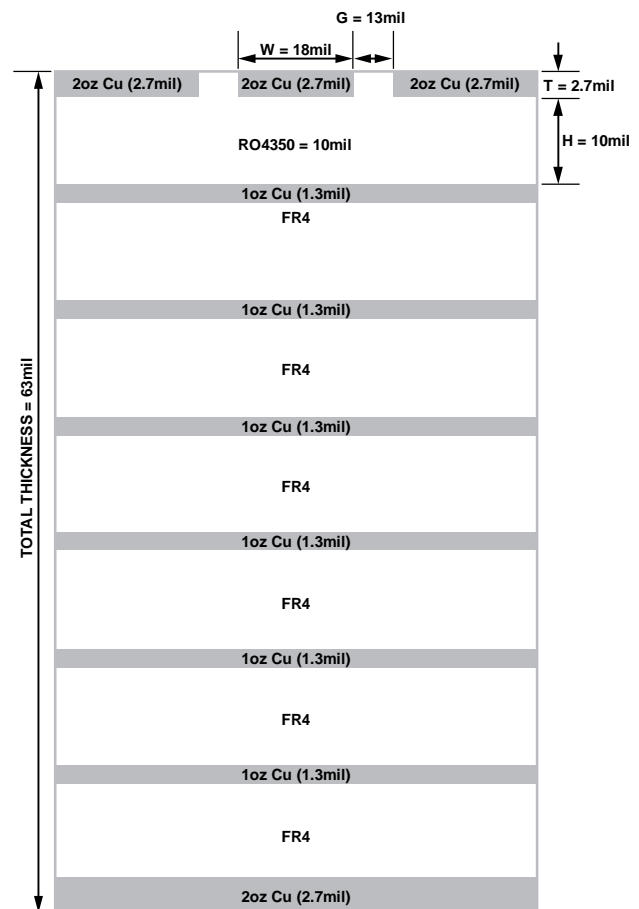 G = 13mil
W = 18mil
2oz Cu (2.7mil) 2oz Cu (2.7mil) 2oz Cu (2.7mil) T = 2.7mil
RO4350 = 10mil H = 10mil
1oz Cu (1.3mil)
FR4
1oz Cu (1.3mil)
FR4
1oz Cu (1.3mil)
FR4
1oz Cu (1.3mil)
FR4
1oz Cu (1.3mil)
FR4
1oz Cu (1.3mil)
FR4
2oz Cu (2.7mil)
TOTAL THICKNESS = 63mil